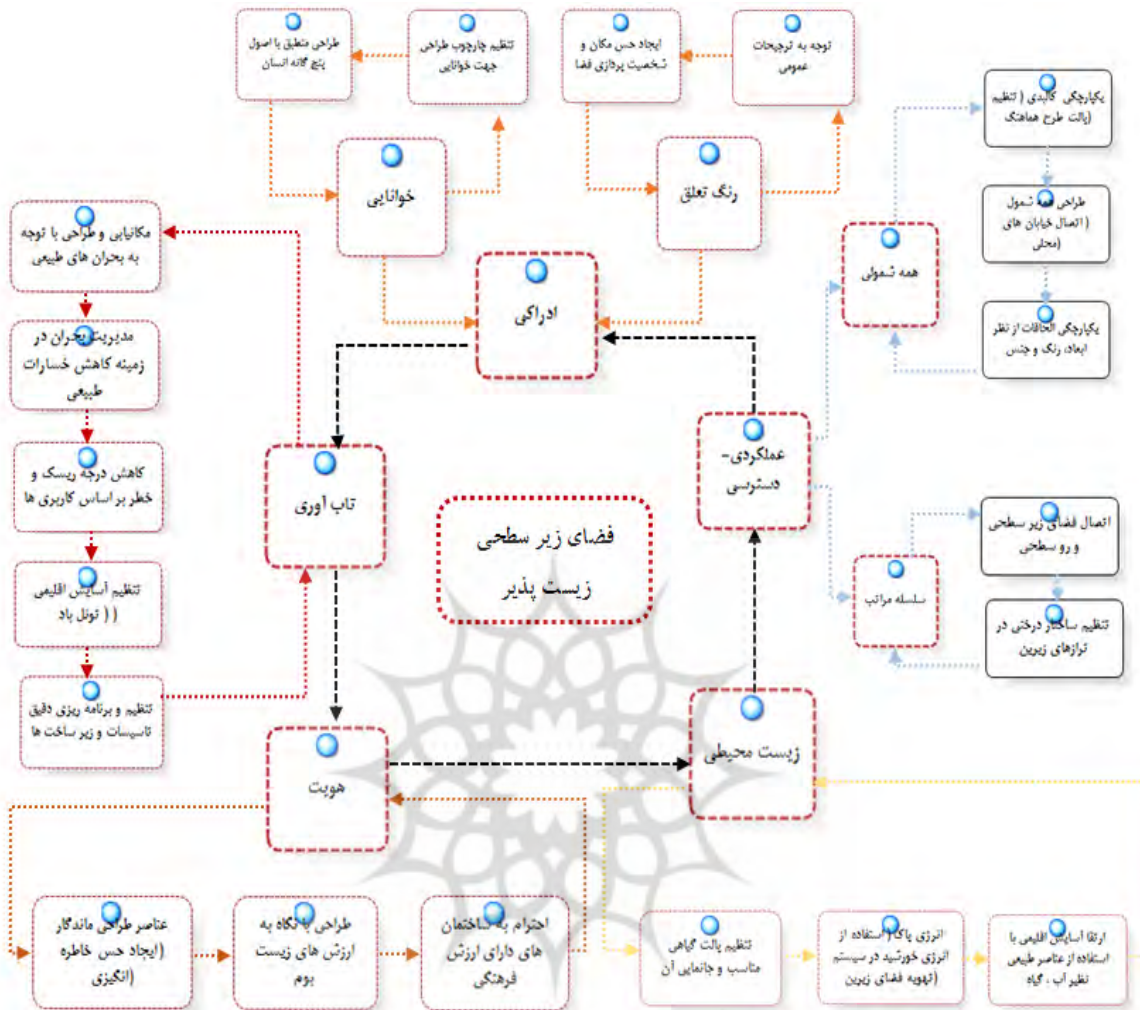 طراحی منطبق با اصول
پنج گانه انسان
تنظیم چارچوب طراحی
جهت خوانایی
ایجاد حس مکان و
شخصیت پردازی فضا
توجه به ترجیحات
عمومی
خوانایی
رنگ تعلق
یکپارچگی کالبدی ( تنظیم
(پالت طرح هماهنگ
طراحی همه شمول
( اتصال خیابان های
(محلی
یکپارچگی الحاقات از نظر
ابعاد، رنگ و جنس
همه شمولی
مکانیابی و طراحی با توجه
به بحران های طبیعی
مدیریت بحران در
زمینه کاهش خسارات
طبیعی
کاهش درجه ریسک و
خطر بر اساس کاربری ها
تنظیم آسایش اقلیمی
( ( تونل باد
تنظیم و برنامه ریزی دقیق
تاسیسات و زیر ساخت ها
ادراکی
تاب آوری
عملکردی-
دسترسی
فضای زیر سطحی
زیست پذیر
اتصال فضای زیر سطحی
و رو سطحی
سلسله مراتب
تنظیم ساختار درختی در
ترازهای زیرین
هویت
زیست محیطی
عناصر طراحی ماندگار
(ایجاد حس خاطره
(انگیزی
طراحی با نگاه به
ارزش های زیست
بوم
احترام به ساختمان
های دارای ارزش
فرهنگی
تنظیم پالت گیاهی
مناسب و جانمایی آن
انرژی پاک( استفاده از
انرژی خورشید در سیستم
(تهویه فضای زیرین
ارتقا آسایش اقلیمی با
استفاده از عناصر طبیعی
نظیر آب ، گیاه